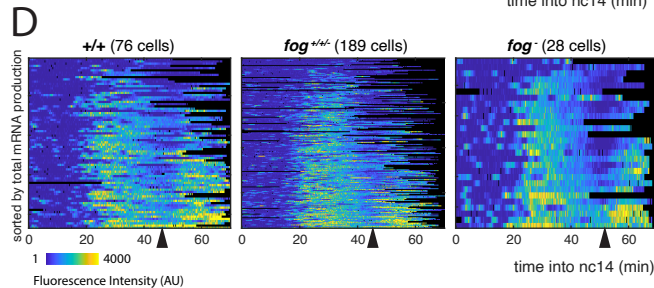 time into nc14 (min)
D
+/+ (76 cells)
fog +/+/- (189 cells)
fog - (28 cells)
sorted by total mRNA production
0 20 40 60
0 20 40 60
0 20 40 60
1 4000
time into nc14 (min)
Fluorescence Intensity (AU)